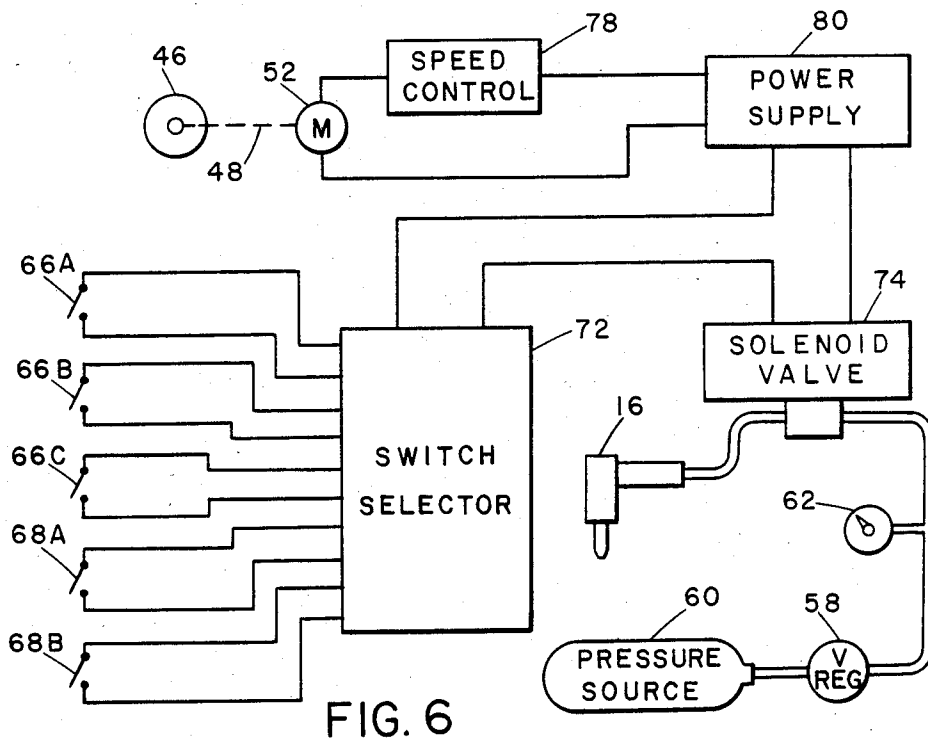 78
80
46
52
SPEED
CONTROL
POWER
SUPPLY
M
48
66A
74
72
SOLENOID
VALVE
66B
16
66C
SWITCH
SELECTOR
62
68A
60
58
68B
PRESSURE
SOURCE
V
REG
FIG. 6